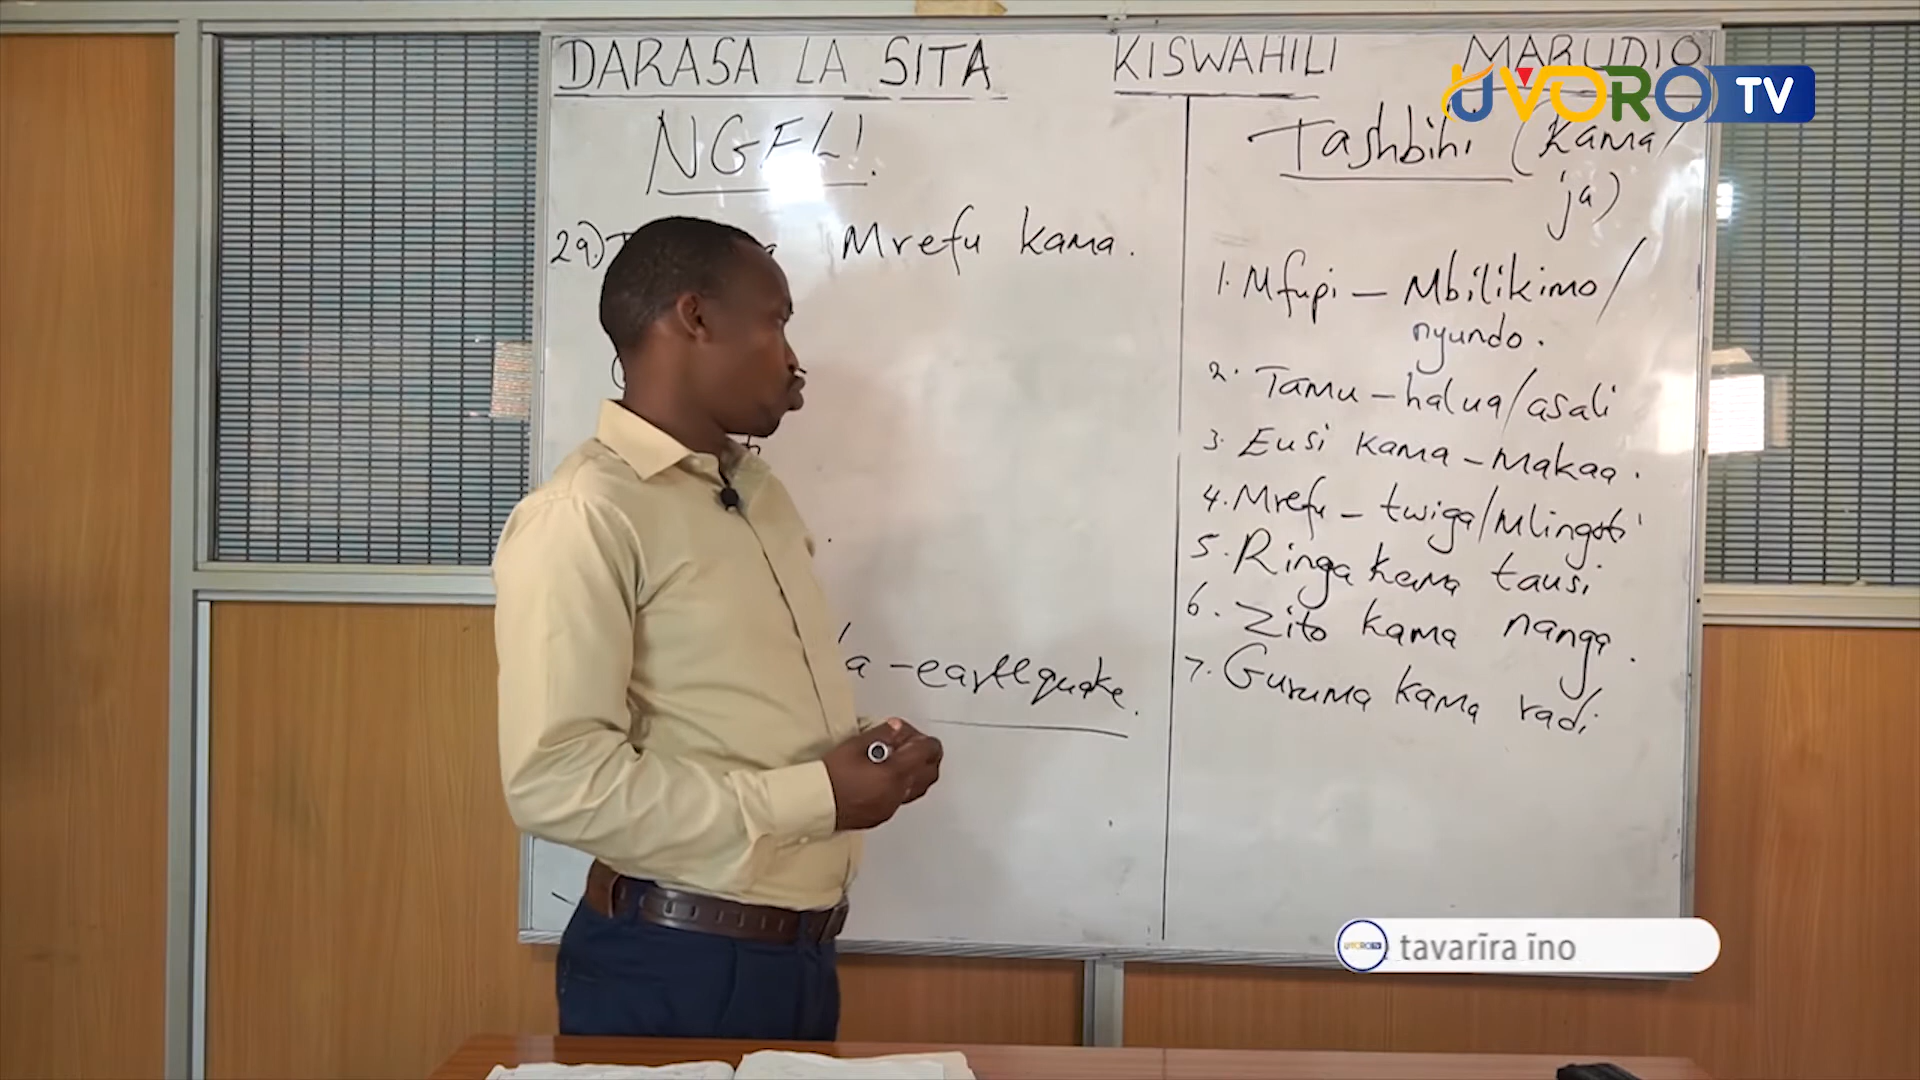 DARASA LA SITA KISWAHILI MARUDIO
UVORO TV
NGELI
29) Mrefu kama.
-earthquake.
Tashbihi (Kama/
ja)
1. Mfupi – Mbilikimo/
nyundo.
2. Tamu – halua/asali
3. Eusi kama – makaa.
4. Mrefu – twiga/Mlingoti
5. Ringa kama tausi
6. Zito kama nanga.
7. Guruma kama radi
tavarĩra ĩno